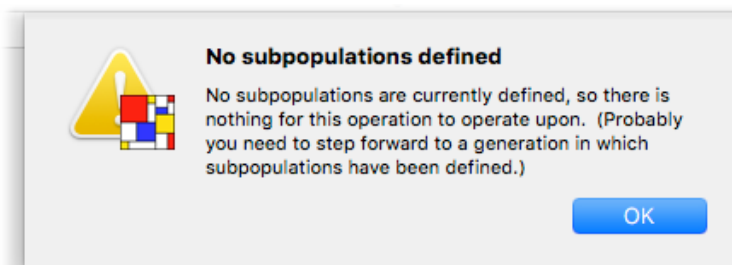 No subpopulations defined
No subpopulations are currently defined, so there is
nothing for this operation to operate upon.  (Probably
you need to step forward to a generation in which
subpopulations have been defined.)
OK